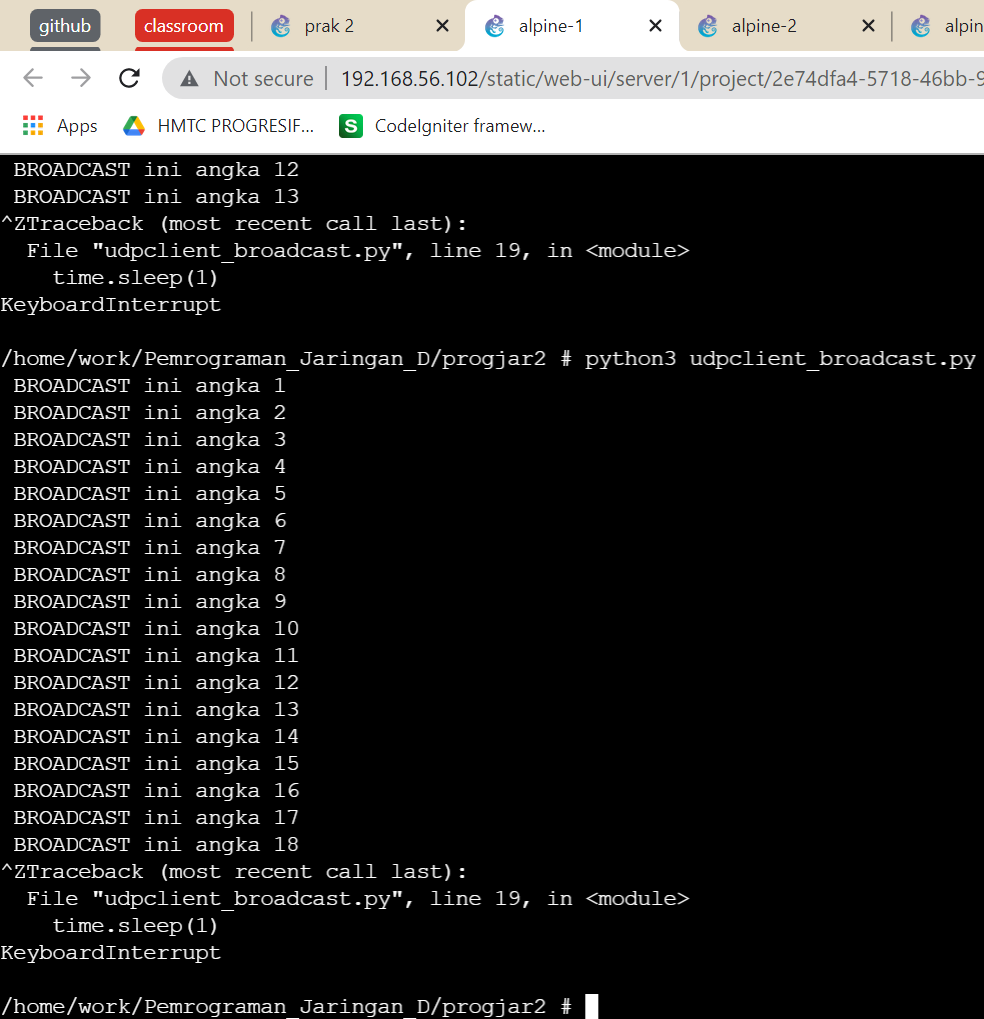 github classroom prak 2 alpine-1 alpine-2 alpin
Not secure 192.168.56.102/static/web-ui/server/1/project/2e74dfa4-5718-46bb-9
Apps HMTC PROGRESIF... S CodeIgniter framew...
BROADCAST ini angka 12
BROADCAST ini angka 13
^ZTraceback (most recent call last):
  File "udpclient_broadcast.py", line 19, in <module>
    time.sleep(1)
KeyboardInterrupt
/home/work/Pemrograman_Jaringan_D/progjar2 # python3 udpclient_broadcast.py
BROADCAST ini angka 1
BROADCAST ini angka 2
BROADCAST ini angka 3
BROADCAST ini angka 4
BROADCAST ini angka 5
BROADCAST ini angka 6
BROADCAST ini angka 7
BROADCAST ini angka 8
BROADCAST ini angka 9
BROADCAST ini angka 10
BROADCAST ini angka 11
BROADCAST ini angka 12
BROADCAST ini angka 13
BROADCAST ini angka 14
BROADCAST ini angka 15
BROADCAST ini angka 16
BROADCAST ini angka 17
BROADCAST ini angka 18
^ZTraceback (most recent call last):
  File "udpclient_broadcast.py", line 19, in <module>
    time.sleep(1)
KeyboardInterrupt
/home/work/Pemrograman_Jaringan_D/progjar2 #